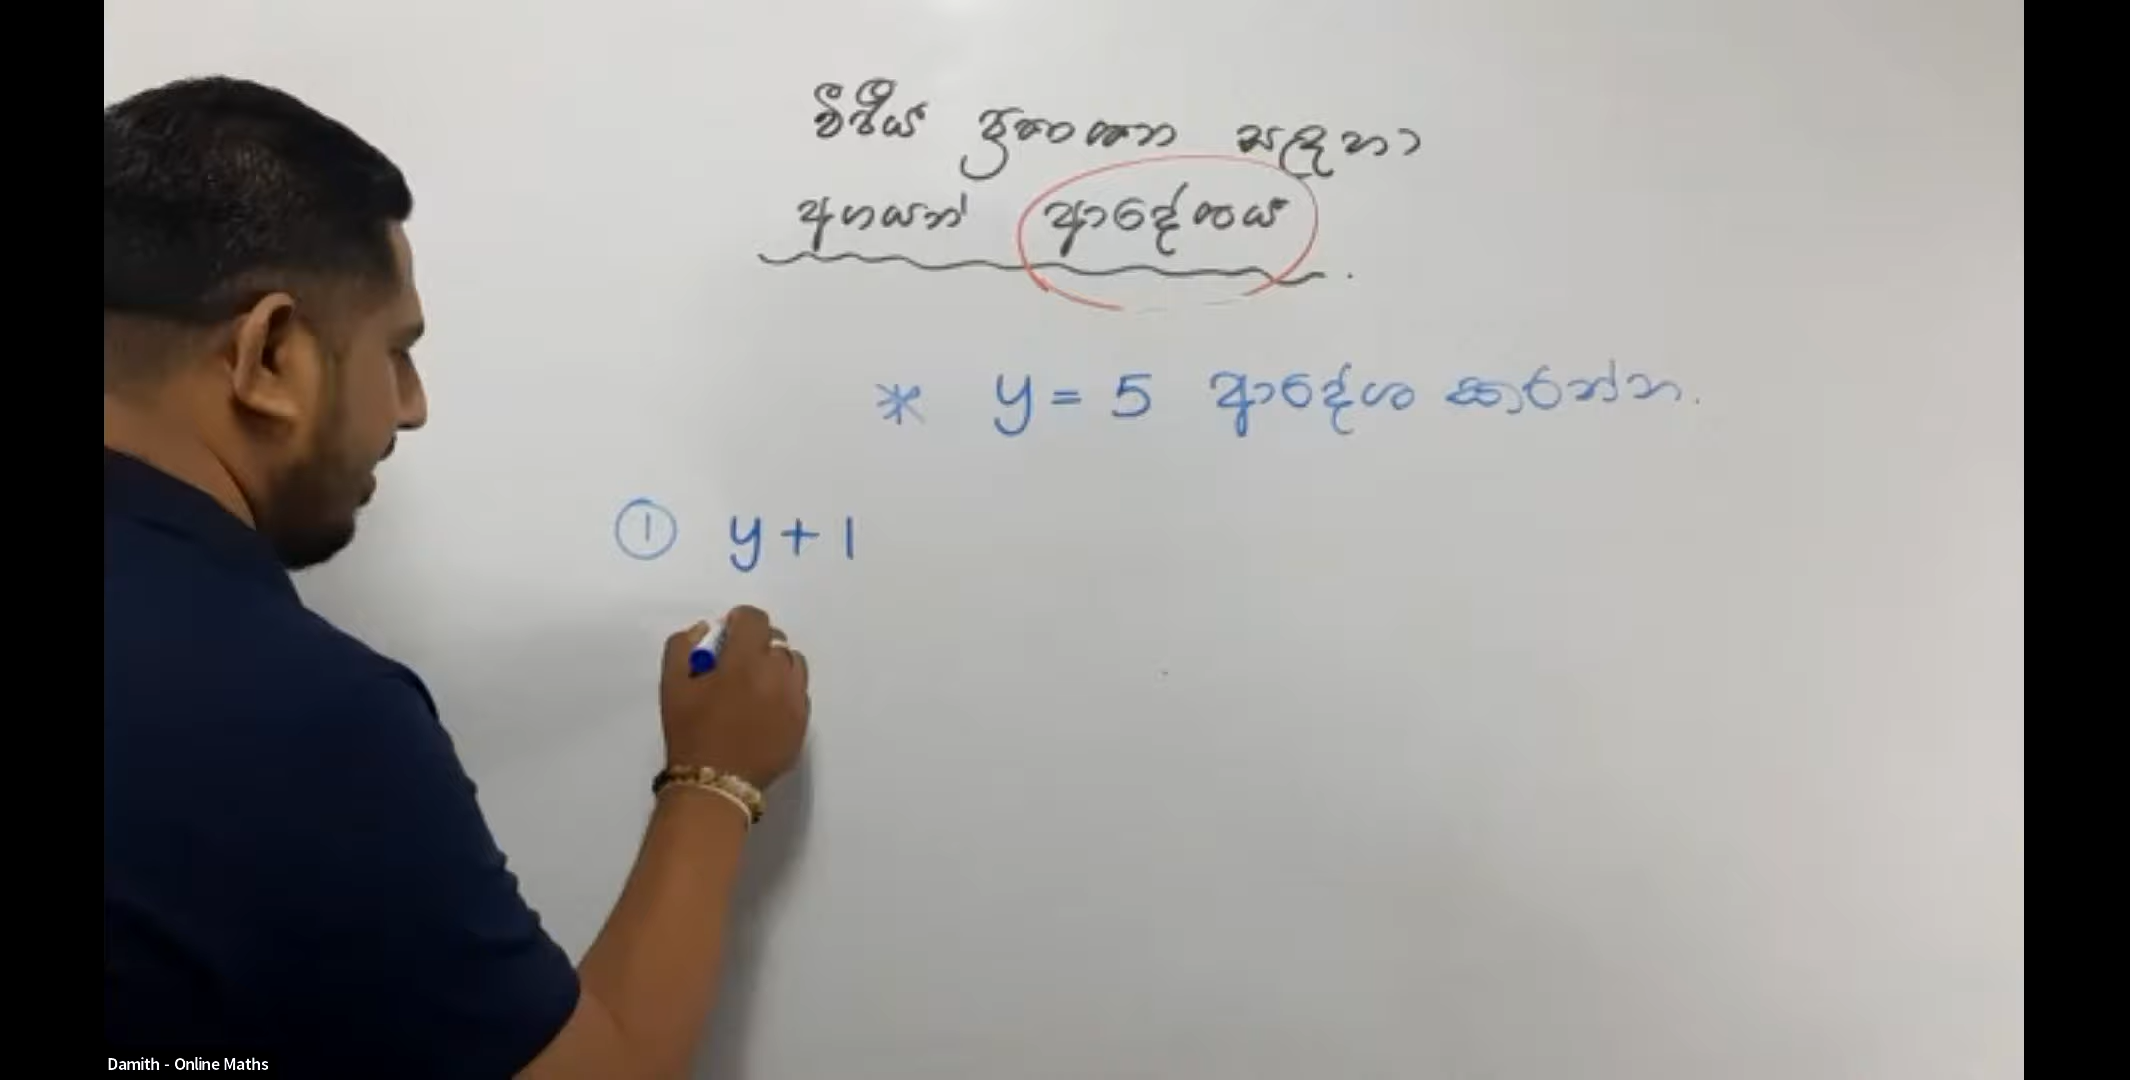 වීජීය ප්‍රකාශන සඳහා
අගයන් ආදේශය
* y = 5 ආදේශ කරන්න.
① y + 1
Damith - Online Maths